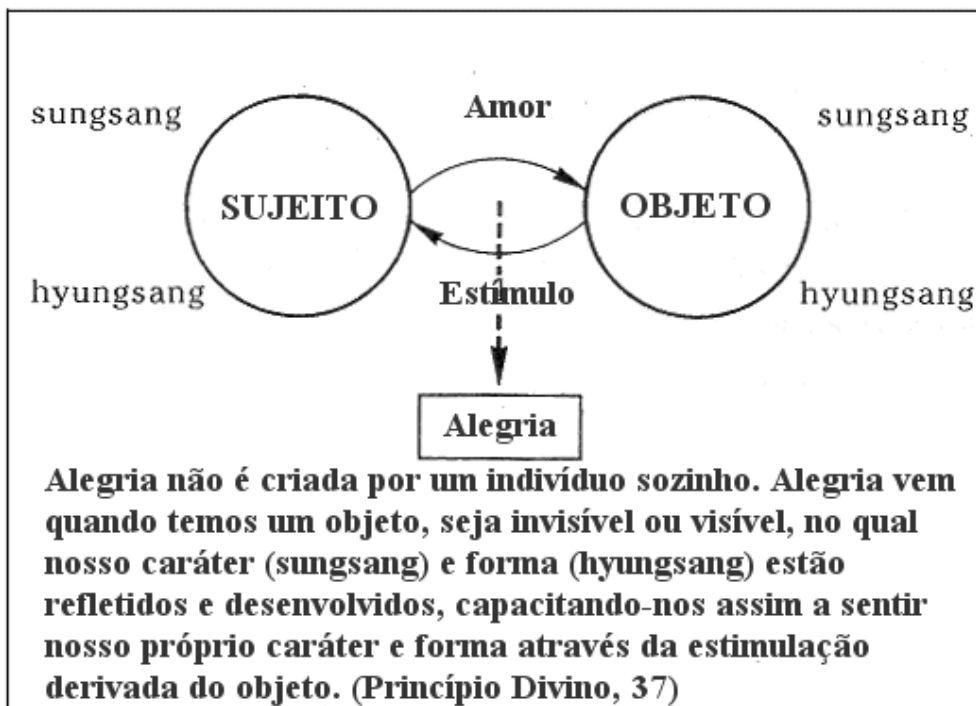 Amor
sungsang
sungsang
SUJEITO
OBJETO
hyungsang
Estímulo
hyungsang
Alegria
Alegria não é criada por um indivíduo sozinho. Alegria vem
quando temos um objeto, seja invisível ou visível, no qual
nosso caráter (sungsang) e forma (hyungsang) estão
refletidos e desenvolvidos, capacitando-nos assim a sentir
nosso próprio caráter e forma através da estimulação
derivada do objeto. (Princípio Divino, 37)